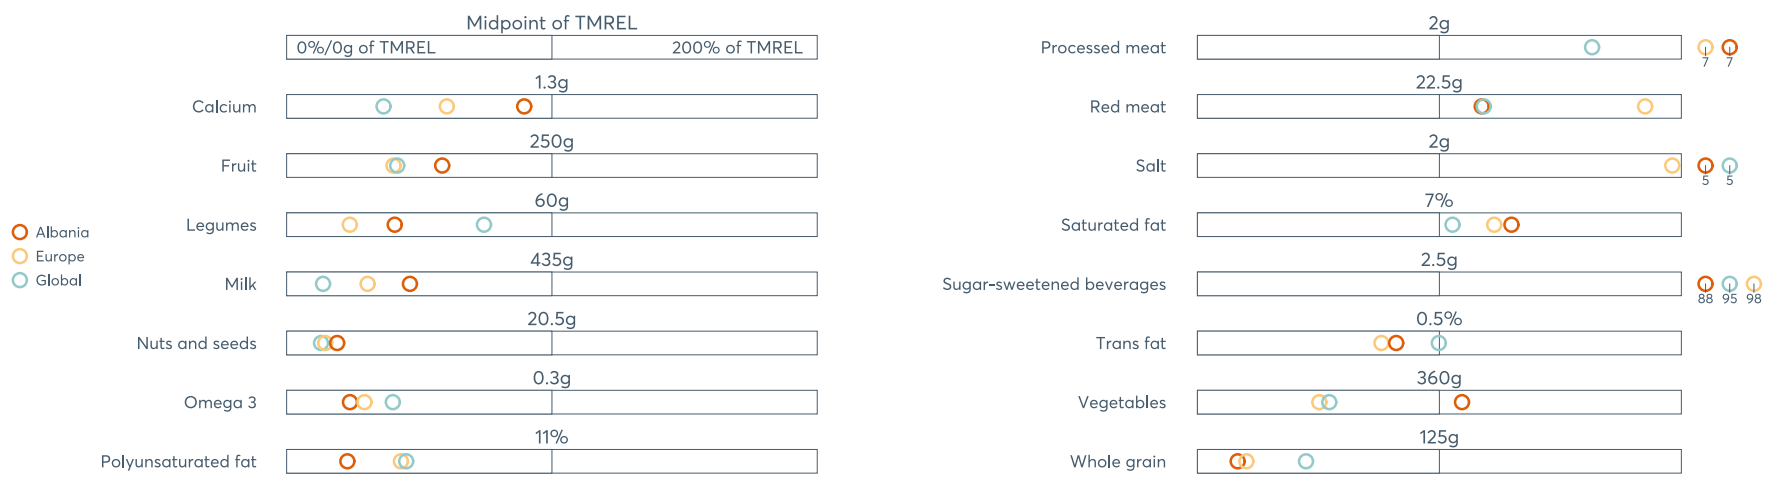 Midpoint of TMREL
0%/0g of TMREL 200% of TMREL
1.3g
Calcium
250g
Fruit
60g
Legumes
435g
Milk
20.5g
Nuts and seeds
0.3g
Omega 3
11%
Polyunsaturated fat
Albania
Europe
Global
2g
Processed meat
7 7
22.5g
Red meat
2g
Salt
5 5
7%
Saturated fat
2.5g
Sugar-sweetened beverages
88 95 98
0.5%
Trans fat
360g
Vegetables
125g
Whole grain